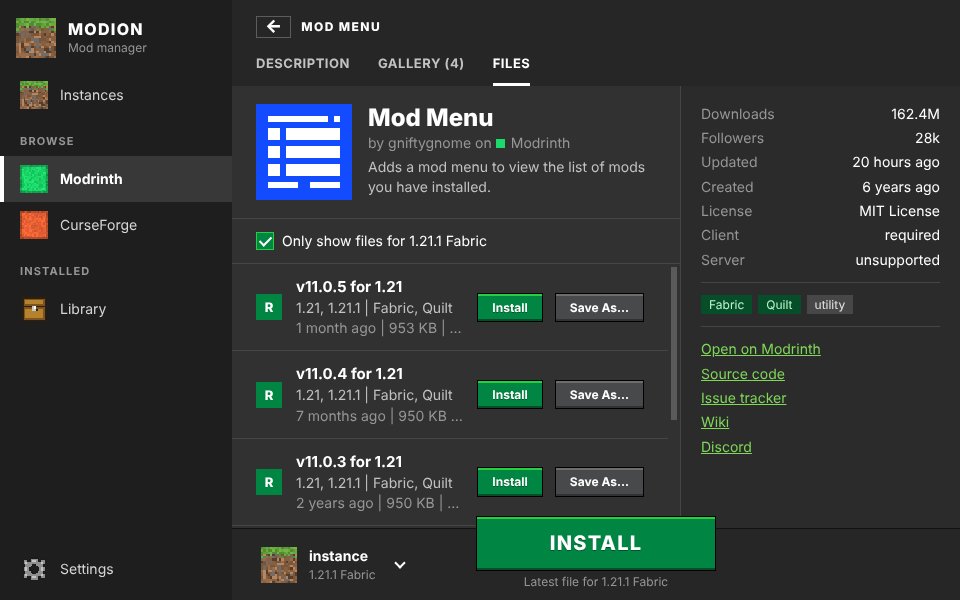 MODION
Mod manager
Instances
BROWSE
Modrinth
CurseForge
INSTALLED
Library
Settings
MOD MENU
DESCRIPTION
GALLERY (4)
FILES
Mod Menu
by gniftygnome on Modrinth
Adds a mod menu to view the list of mods
you have installed.
Only show files for 1.21.1 Fabric
R
v11.0.5 for 1.21
1.21, 1.21.1 | Fabric, Quilt
1 month ago | 953 KB | ...
Install
Save As...
R
v11.0.4 for 1.21
1.21, 1.21.1 | Fabric, Quilt
7 months ago | 950 KB ...
Install
Save As...
R
v11.0.3 for 1.21
1.21, 1.21.1 | Fabric, Quilt
2 years ago | 950 KB | ...
Install
Save As...
Downloads 162.4M
Followers 28k
Updated 20 hours ago
Created 6 years ago
License MIT License
Client required
Server unsupported
Fabric Quilt utility
Open on Modrinth
Source code
Issue tracker
Wiki
Discord
instance
1.21.1 Fabric
INSTALL
Latest file for 1.21.1 Fabric